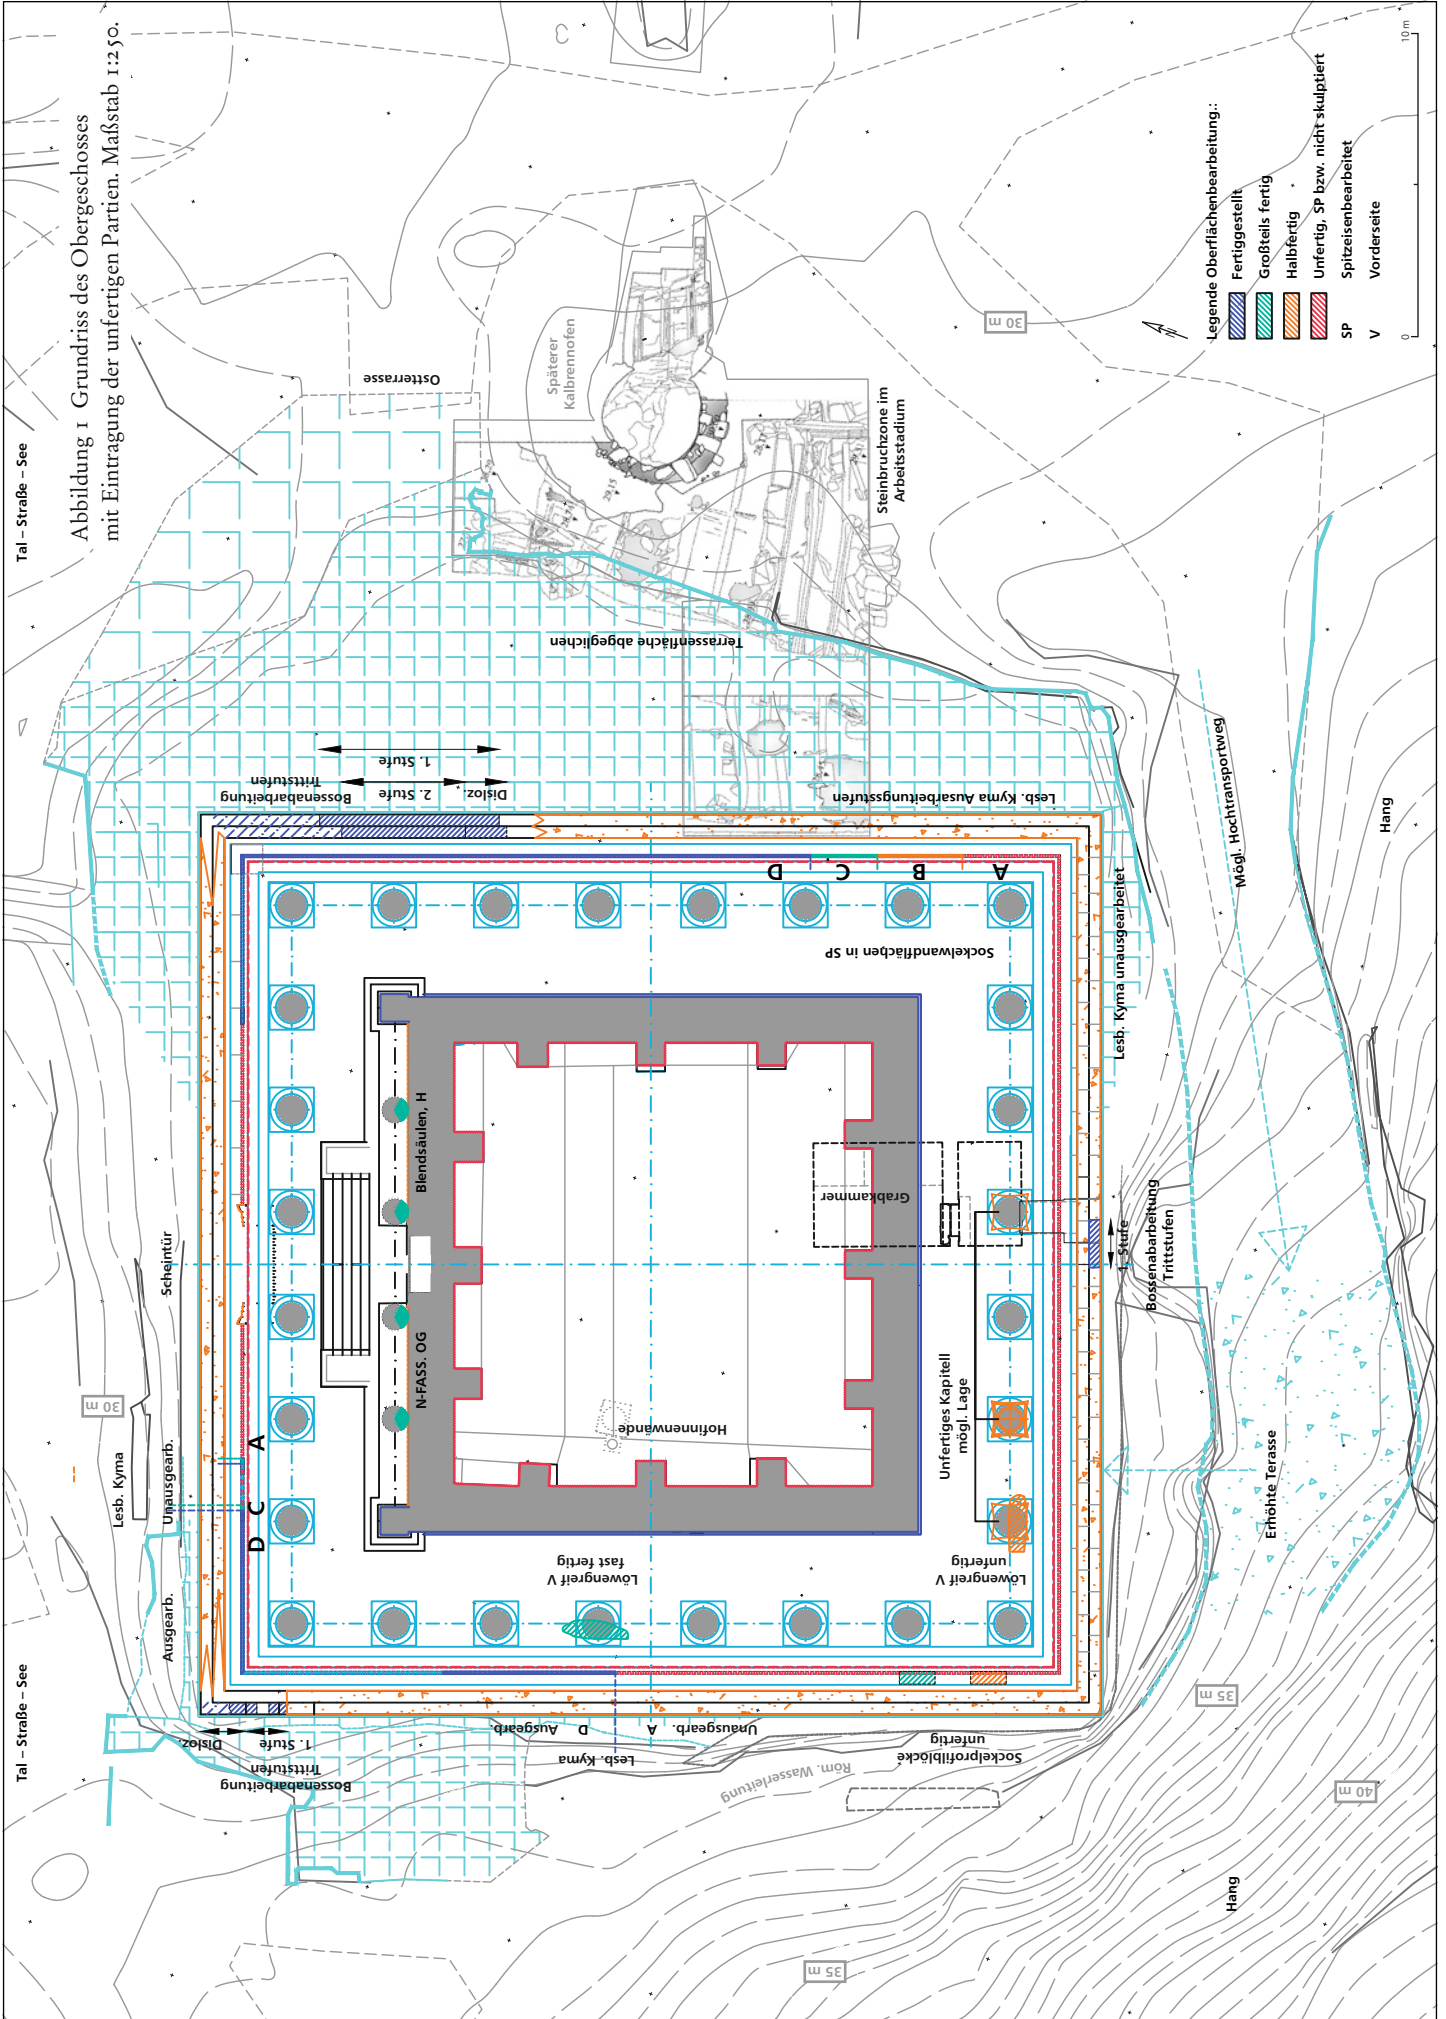 Abbildung 1 Grundriss des Obergeschosses
mit Eintragung der unfertigen Partien. Maßstab 1:250.
Tal – Straße – See
Tal – Straße – See
Ostterrasse
Späterer
Kalbrennofen
Steinbruchzone im
Arbeitsstadium
29,15
Terrassenfläche abgeglichen
Bossenabarbeitung
Trittstufen
1. Stufe
2. Stufe
Disloz.
Lesb. Kyma Ausarbeitungsstufen
D
C
B
A
Sockelwandflächen in SP
Lesb. Kyma unausgearbeitet
Mögl. Hochtransportweg
Hang
30 m
Legende Oberflächenbearbeitung.:
Fertiggestellt
Großteils fertig
Halbfertig
Unfertig, SP bzw. nicht skulptiert
SP Spitzeisenbearbeitet
V Vorderseite
0
10 m
Scheintür
30 m
Lesb. Kyma
Unausgearb.
Ausgearb.
A
C
D
Blendsäulen, H
N-FASS. OG
Grabkammer
Hofinnenwände
Unfertiges Kapitell
mögl. Lage
Löwengreif V
fast fertig
Löwengreif V
unfertig
1. Stufe
Bossenabarbeitung
Trittstufen
Erhöhte Terasse
Disloz.
1. Stufe
Trittstufen
Bossenabarbeitung
Ausgearb.
D
A
Unausgearb.
Lesb. Kyma
Sockelprofilblöcke
unfertig
Röm. Wasserleitung
35 m
40 m
35 m
Hang